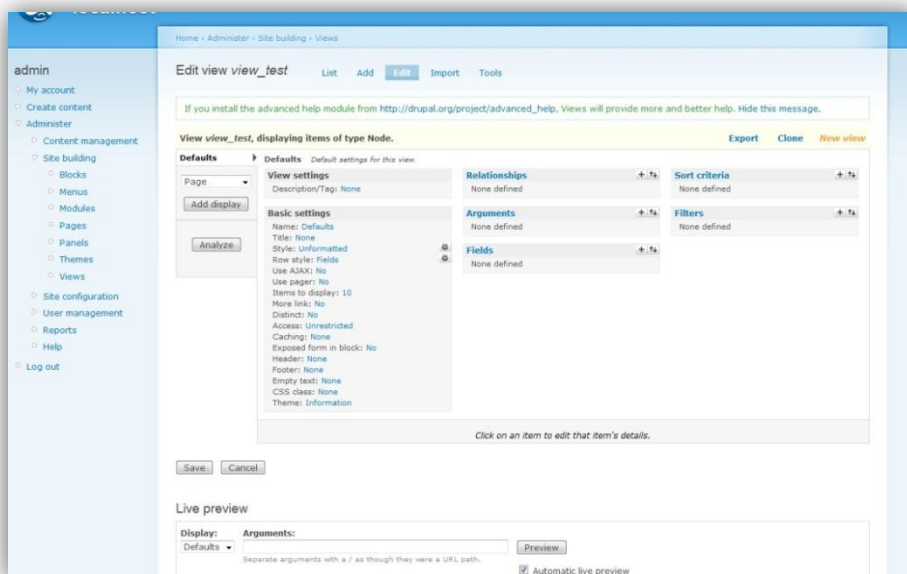 localhost
Home › Administer › Site building › Views
admin
My account
Create content
Administer
Content management
Site building
Blocks
Menus
Modules
Pages
Panels
Themes
Views
Site configuration
User management
Reports
Help
Log out
Edit view view_test
List Add Edit Import Tools
If you install the advanced help module from http://drupal.org/project/advanced_help, Views will provide more and better help. Hide this message.
View view_test, displaying items of type Node.
Export Clone New view
Defaults
Page
Add display
Analyze
Defaults Default settings for this view.
View settings
Description/Tag: None
Basic settings
Name: Defaults
Title: None
Style: Unformatted
Row style: Fields
Use AJAX: No
Use pager: No
Items to display: 10
More link: No
Distinct: No
Access: Unrestricted
Caching: None
Exposed form in block: No
Header: None
Footer: None
Empty text: None
CSS class: None
Theme: Information
Relationships
None defined
Arguments
None defined
Fields
None defined
Sort criteria
None defined
Filters
None defined
Click on an item to edit that item's details.
Save Cancel
Live preview
Display: Arguments:
Defaults Preview
Separate arguments with a / as though they were a URL path.
Automatic live preview